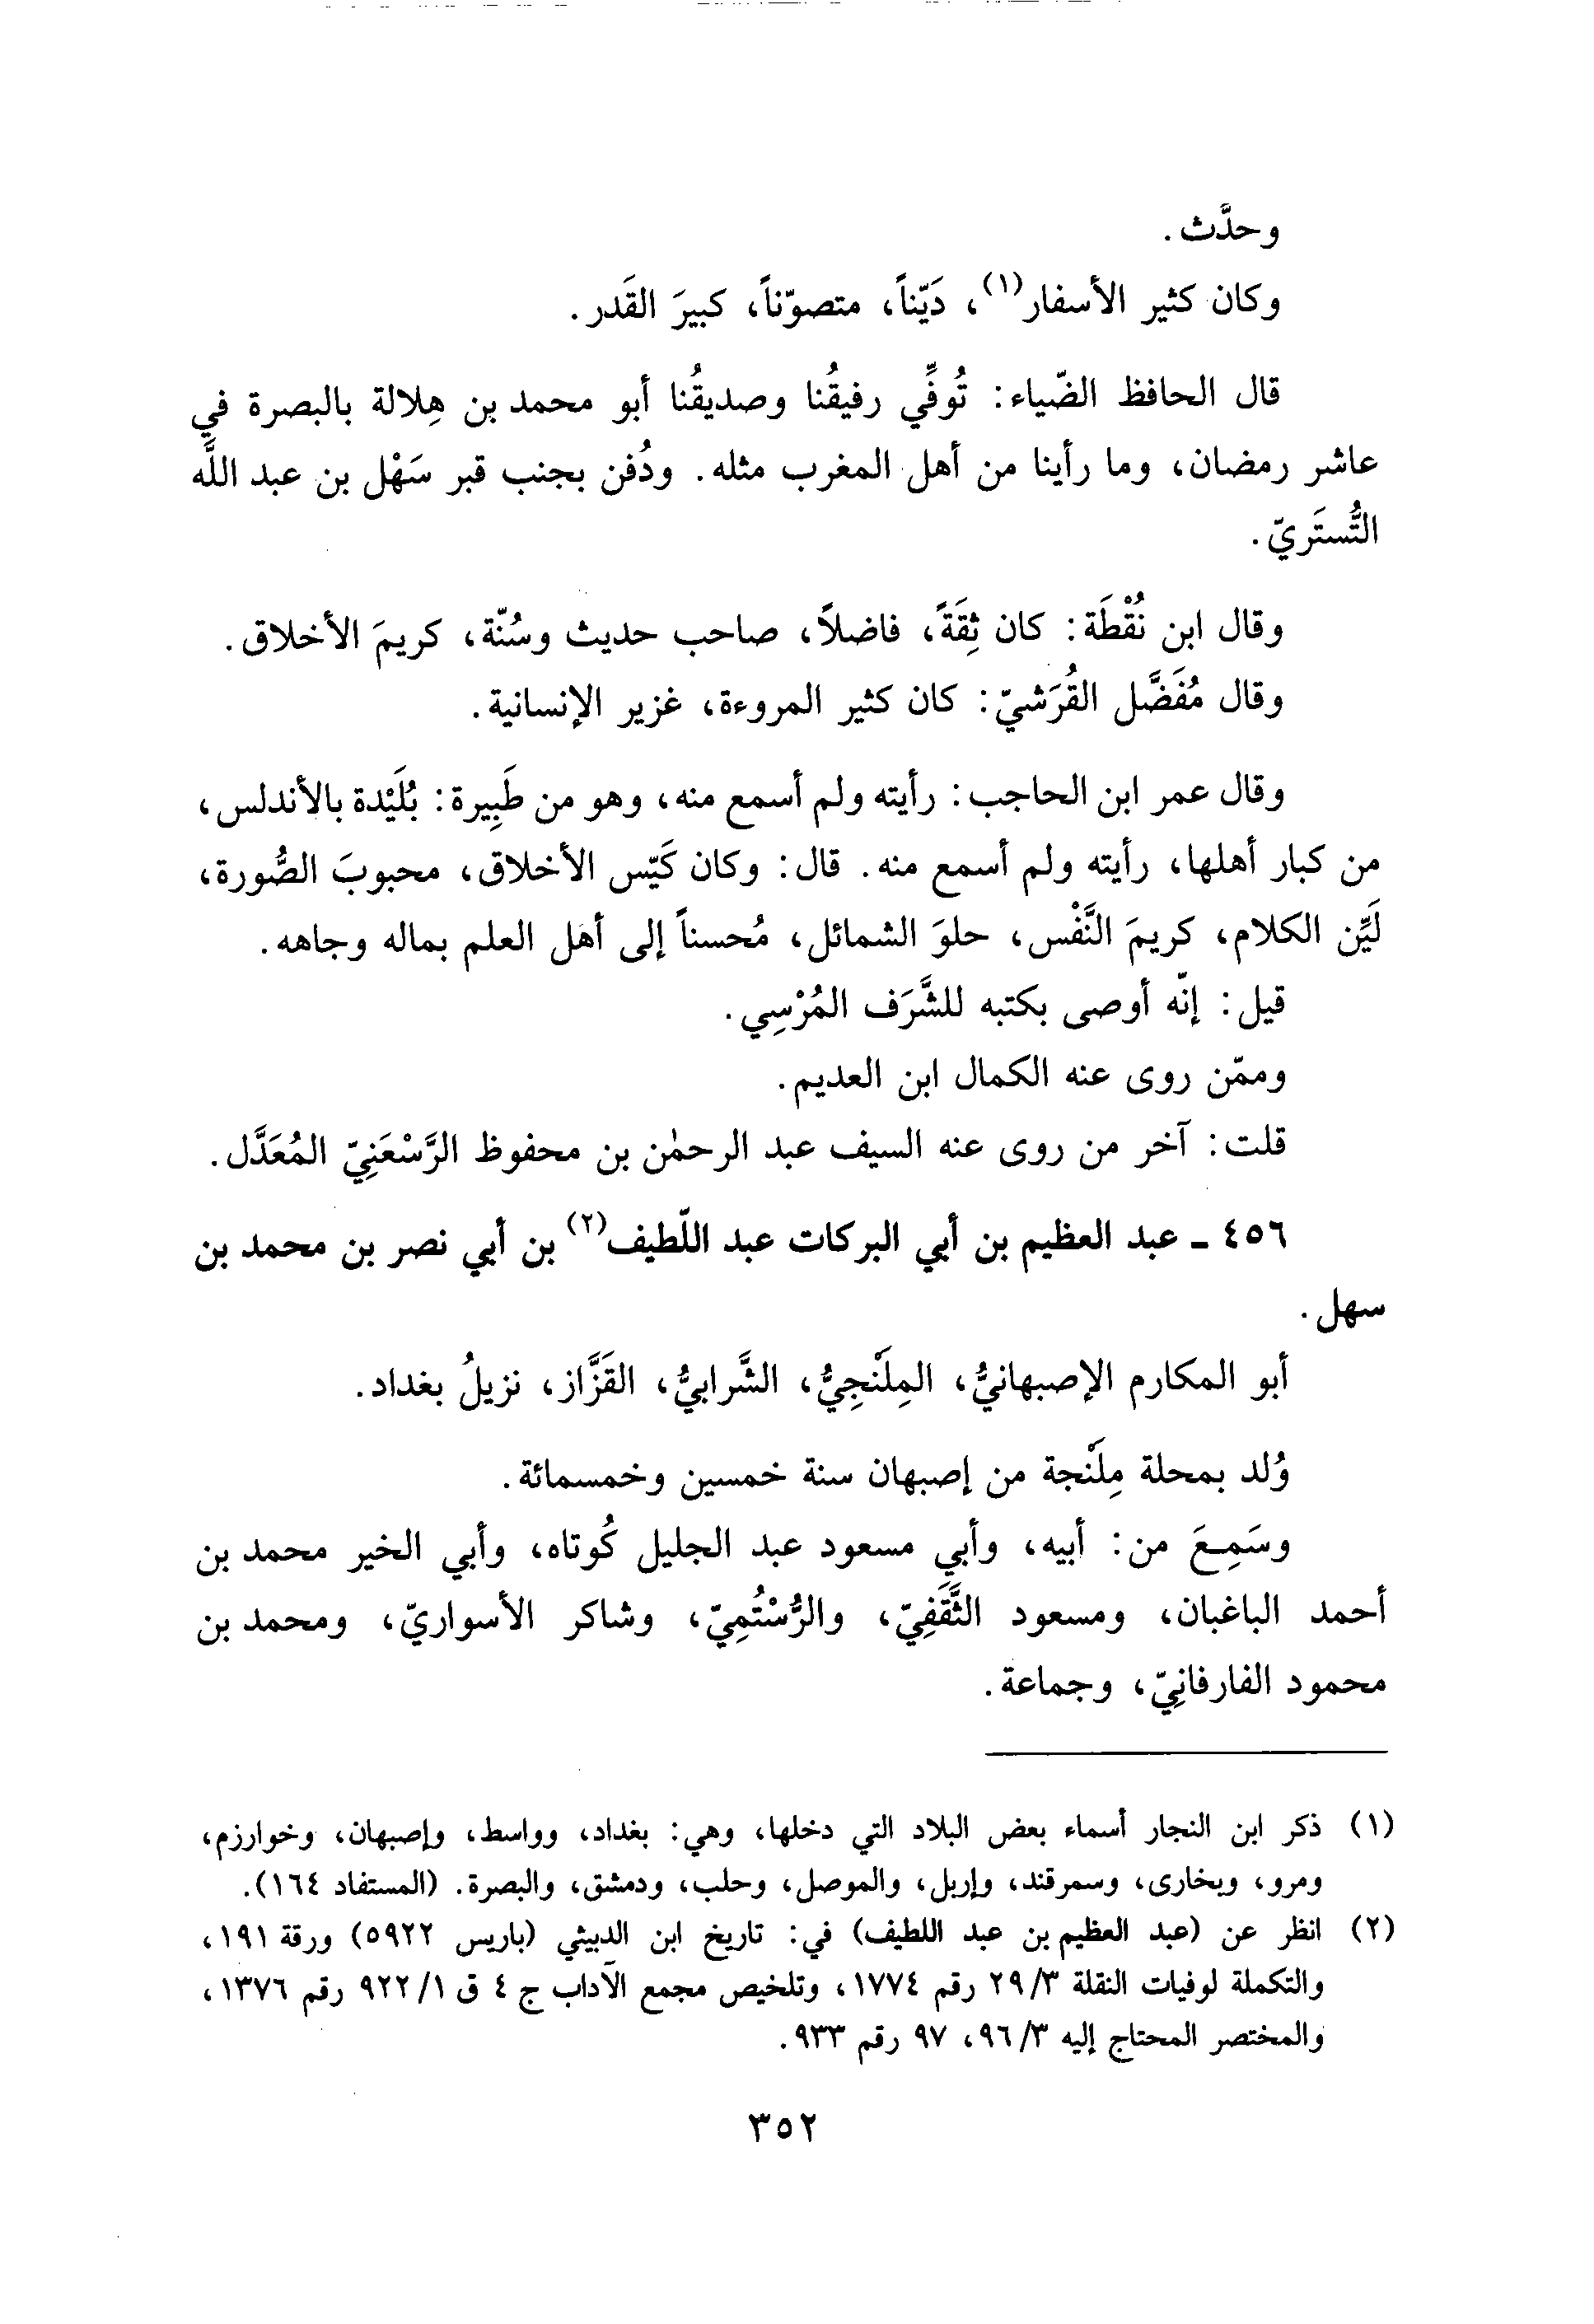 وحدَّث.
وكان كثير الأسفار(١)، دَيّناً، متصوّناً، كبيرَ القَدر.
قال الحافظ الضّياء: تُوفِّي رفيقُنا وصديقُنا أبو محمد بن هِلالة بالبصرة في
عاشر رمضان، وما رأينا من أهل المغرب مثله. ودُفن بجنب قبر سَهْل بن عبد اللَّه
التُّستَريّ.
وقال ابن نُقْطَة: كان ثِقَةً، فاضلاً، صاحب حديث وسُنّة، كريمَ الأخلاق.
وقال مُفَضَّل القُرَشيّ: كان كثير المروءة، غزير الإنسانية.
وقال عمر ابن الحاجب: رأيته ولم أسمع منه، وهو من طَبِيرة: بُلَيْدة بالأندلس،
من كبار أهلها، رأيته ولم أسمع منه. قال: وكان كَيّس الأخلاق، محبوبَ الصُّورة،
لَيِّن الكلام، كريمَ النَّفْس، حلوَ الشمائل، مُحسناً إلى أهل العلم بماله وجاهه.
قيل: إنّه أوصى بكتبه للشَّرَف المُرْسِي.
وممّن روى عنه الكمال ابن العديم.
قلت: آخر من روى عنه السيف عبد الرحمٰن بن محفوظ الرَّسْعَنِيّ المُعَدَّل.
٤٥٦ ـ عبد العظيم بن أبي البركات عبد اللّطيف(٢) بن أبي نصر بن محمد بن
سهل.
أبو المكارم الإصبهانيُّ، المِلَنْجِيُّ، الشَّرابيُّ، القَزَّاز، نزيلُ بغداد.
وُلد بمحلة مِلَنْجة من إصبهان سنة خمسين وخمسمائة.
وسَمِعَ من: أبيه، وأبي مسعود عبد الجليل كُوتاه، وأبي الخير محمد بن
أحمد الباغبان، ومسعود الثَّقَفِيّ، والرُّسْتُمِيّ، وشاكر الأسواريّ، ومحمد بن
محمود الفارفانِيّ، وجماعة.
(١) ذكر ابن النجار أسماء بعض البلاد التي دخلها، وهي: بغداد، وواسط، وإصبهان، وخوارزم،
ومرو، وبخارى، وسمرقند، وإربل، والموصل، وحلب، ودمشق، والبصرة. (المستفاد ١٦٤).
(٢) انظر عن (عبد العظيم بن عبد اللطيف) في: تاريخ ابن الدبيثي (باريس ٥٩٢٢) ورقة ١٩١،
والتكملة لوفيات النقلة ٢٩/٣ رقم ١٧٧٤، وتلخيص مجمع الآداب ج ٤ ق ٩٢٢/١ رقم ١٣٧٦،
والمختصر المحتاج إليه ٩٦/٣، ٩٧ رقم ٩٣٣.
٣٥٢